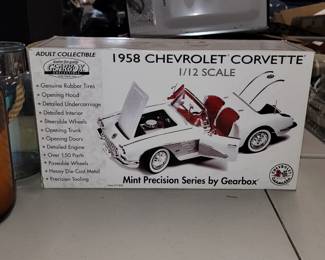 ADULT COLLECTIBLE
GEARBOX
1958 CHEVROLET CORVETTE
1/12 SCALE
• Genuine Rubber Tires
• Opening Hood
• Detailed Undercarriage
• Detailed Interior
• Steerable Wheels
• Opening Trunk
• Opening Doors
• Detailed Engine
• Over 150 Parts
• Poseable Wheels
• Heavy Die Cast Metal
• Precision Tooling
Mint Precision Series by Gearbox